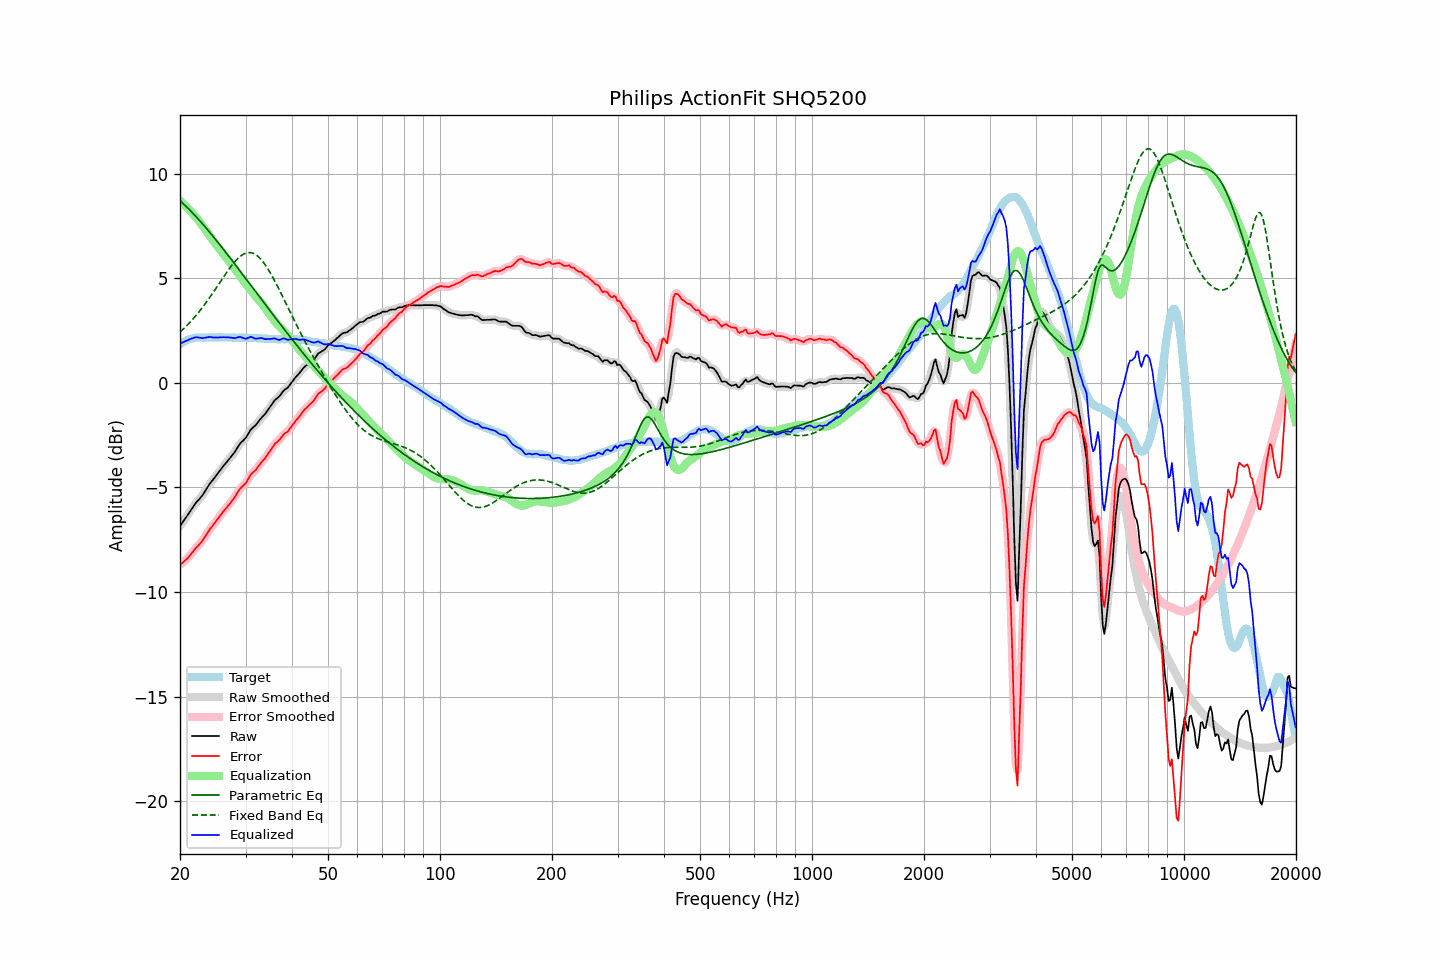 Philips ActionFit SHQ5200
Amplitude (dBr)
10
5
0
−5
−10
−15
−20
Target
Raw Smoothed
Error Smoothed
Raw
Error
Equalization
Parametric Eq
Fixed Band Eq
Equalized
20 50 100 200 500 1000 2000 5000 10000 20000
Frequency (Hz)